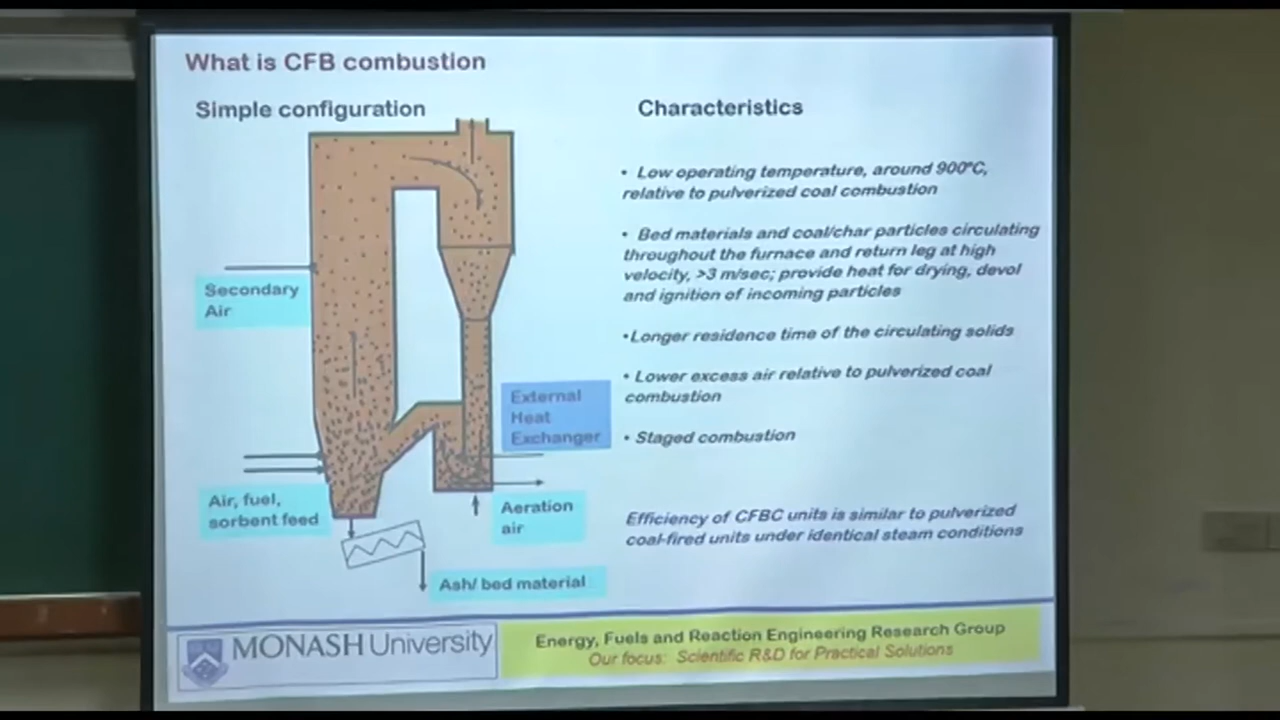 What is CFB combustion
Simple configuration
Secondary
Air
External
Heat
Exchanger
Air, fuel,
sorbent feed
Aeration
air
Ash/ bed material
Characteristics
• Low operating temperature, around 900ºC,
relative to pulverized coal combustion
• Bed materials and coal/char particles circulating
throughout the furnace and return leg at high
velocity, >3 m/sec; provide heat for drying, devol
and ignition of incoming particles
•Longer residence time of the circulating solids
• Lower excess air relative to pulverized coal
combustion
• Staged combustion
Efficiency of CFBC units is similar to pulverized
coal-fired units under identical steam conditions
MONASH University
Energy, Fuels and Reaction Engineering Research Group
Our focus: Scientific R&D for Practical Solutions